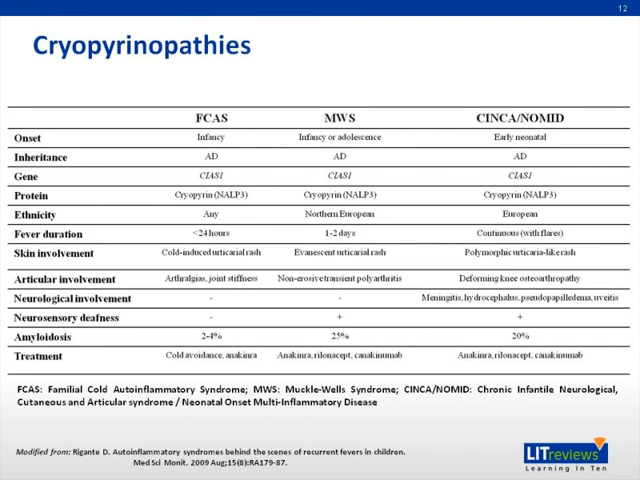 12
Cryopyrinopathies
FCAS MWS CINCA/NOMID
Onset Infancy Infancy or adolescence Early neonatal
Inheritance AD AD AD
Gene CIAS1 CIAS1 CIAS1
Protein Cryopyrin (NALP3) Cryopyrin (NALP3) Cryopyrin (NALP3)
Ethnicity Any Northern European European
Fever duration <24 hours 1-2 days Continuous (with flares)
Skin involvement Cold-induced urticarial rash Evanescent urticarial rash Polymorphic urticaria-like rash
Articular involvement Arthralgias, joint stiffness Non-erosive transient polyarthritis Deforming knee osteoarthropathy
Neurological involvement - - Meningitis, hydrocephalus, pseudopapilledema, uveitis
Neurosensory deafness - + +
Amyloidosis 2-4% 25% 20%
Treatment Cold avoidance, anakinra Anakinra, rilonacept, canakinumab Anakinra, rilonacept, canakinumab
FCAS: Familial Cold Autoinflammatory Syndrome; MWS: Muckle-Wells Syndrome; CINCA/NOMID: Chronic Infantile Neurological,
Cutaneous and Articular syndrome / Neonatal Onset Multi-Inflammatory Disease
Modified from: Rigante D. Autoinflammatory syndromes behind the scenes of recurrent fevers in children.
Med Sci Monit. 2009 Aug;15(8):RA179-87.
LITreviews
Learning In Ten